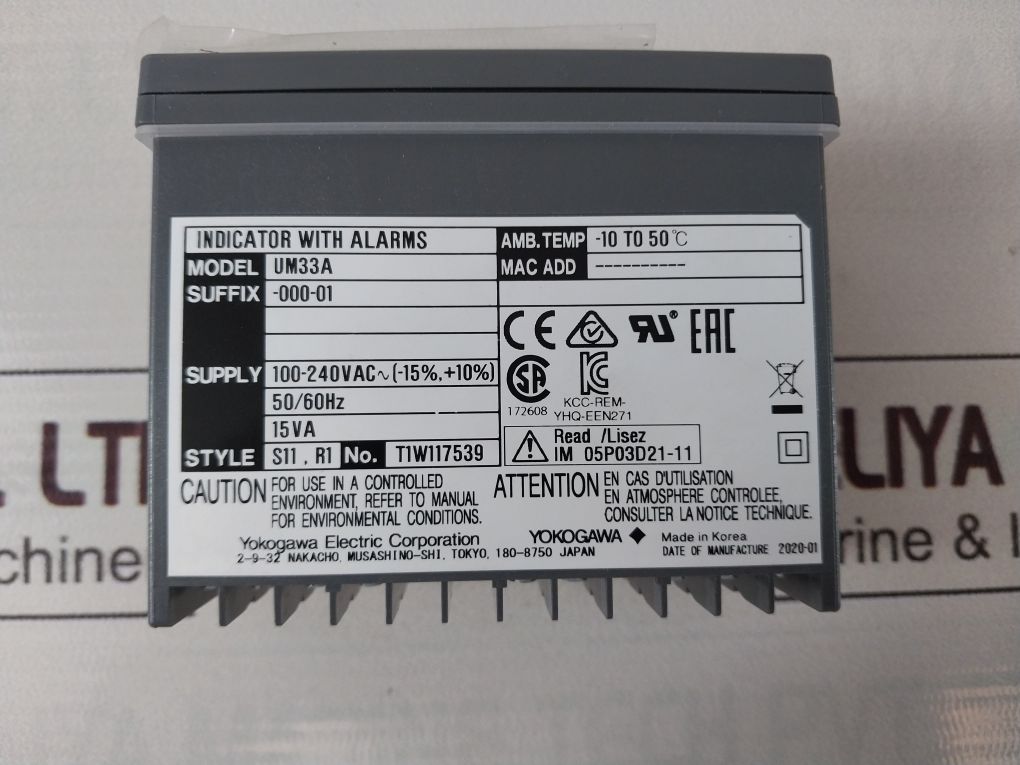 INDICATOR WITH ALARMS
MODEL UM33A
SUFFIX -000-01
SUPPLY 100-240VAC~(-15%,+10%)
50/60Hz
15VA
STYLE S11 , R1 No. T1W117539
AMB.TEMP -10 TO 50℃
MAC ADD ----------
CE RU® EAC
SA KC
172608 KCC-REM-
YHQ-EEN271
Read /Lisez
IM 05P03D21-11
CAUTION FOR USE IN A CONTROLLED
ENVIRONMENT, REFER TO MANUAL
FOR ENVIRONMENTAL CONDITIONS.
ATTENTION EN CAS D'UTILISATION
EN ATMOSPHERE CONTROLEE,
CONSULTER LA NOTICE TECHNIQUE.
Yokogawa Electric Corporation
2-9-32 NAKACHO, MUSASHINO-SHI, TOKYO, 180-8750 JAPAN
YOKOGAWA ◆
Made in Korea
DATE OF MANUFACTURE 2020-01
. LT
LIYA
chine
rine & I